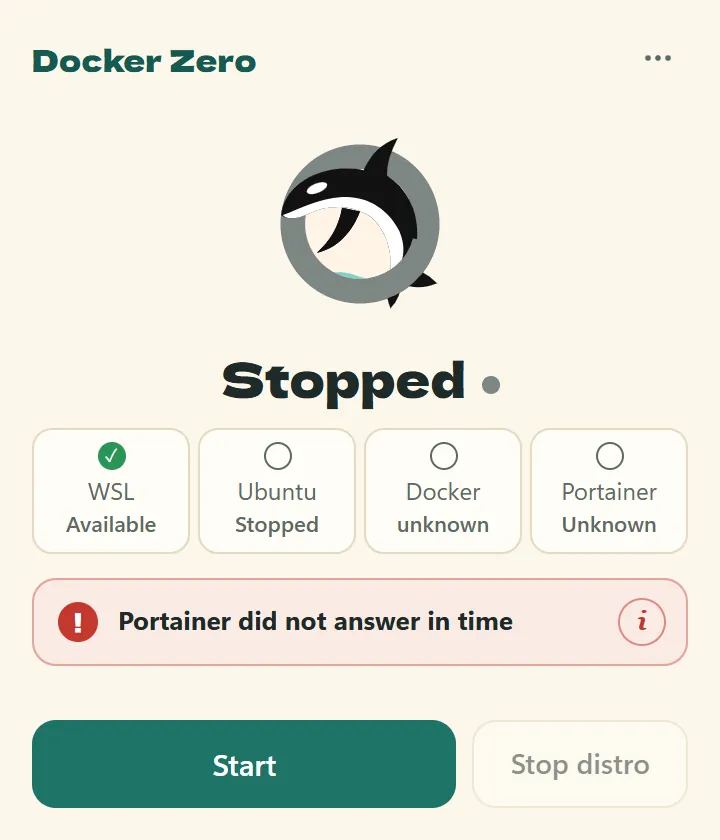 Docker Zero
Stopped
WSL
Available
Ubuntu
Stopped
Docker
unknown
Portainer
Unknown
! Portainer did not answer in time i
Start
Stop distro